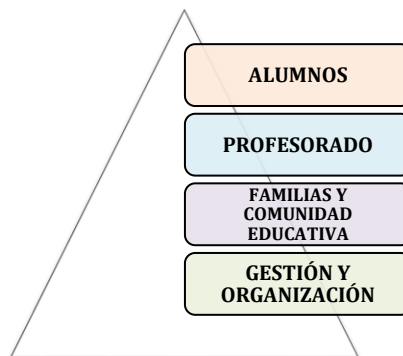 ALUMNOS
PROFESORADO
FAMILIAS Y
COMUNIDAD
EDUCATIVA
GESTIÓN Y
ORGANIZACIÓN